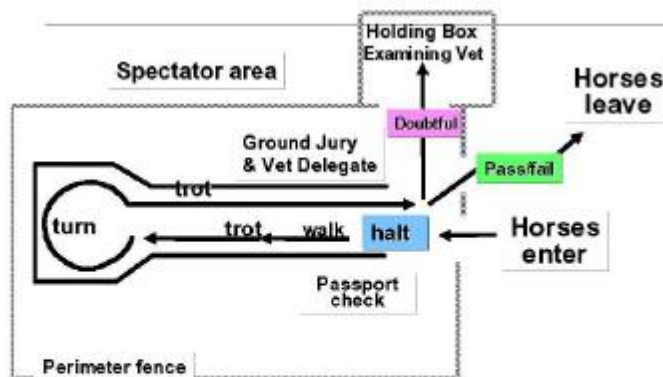 Holding Box
Examining Vet
Spectator area
Horses
leave
Doubtful
Ground Jury
& Vet Delegate
Pass/fail
trot
turn
trot
walk
halt
Horses
enter
Passport
check
Perimeter fence